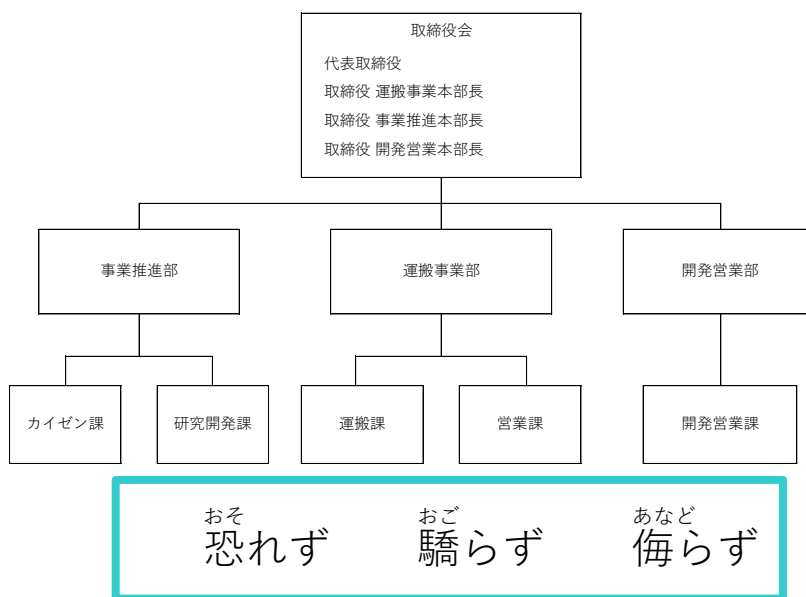 取締役会
代表取締役
取締役 運搬事業本部長
取締役 事業推進本部長
取締役 開発営業本部長
事業推進部
運搬事業部
開発営業部
カイゼン課
研究開発課
運搬課
営業課
開発営業課
おそ おご あなど
恐れず 驕らず 侮らず